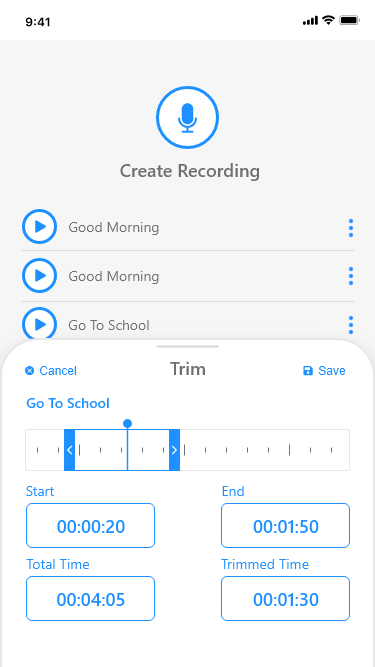 9:41
Create Recording
Good Morning
Good Morning
Go To School
Cancel
Trim
Save
Go To School
Start
End
00:00:20
00:01:50
Total Time
Trimmed Time
00:04:05
00:01:30